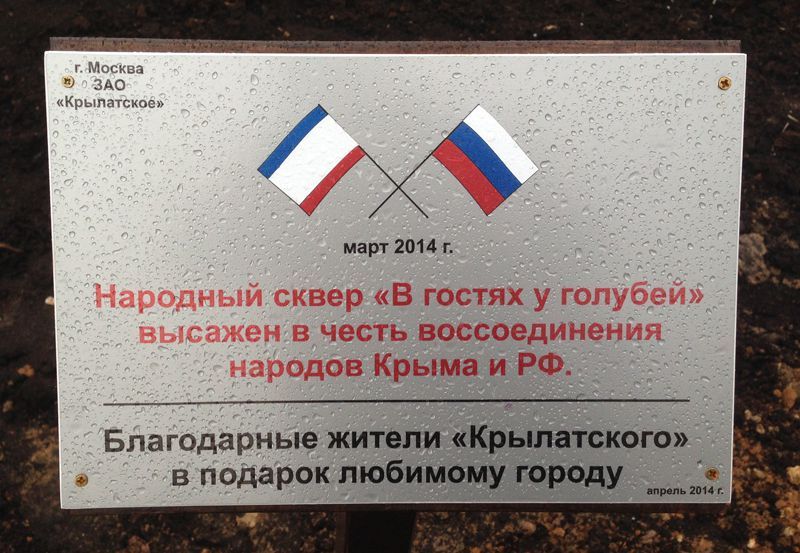 г. Москва
ЗАО
«Крылатское»
март 2014 г.
Народный сквер «В гостях у голубей»
высажен в честь воссоединения
народов Крыма и РФ.
Благодарные жители «Крылатского»
в подарок любимому городу
апрель 2014 г.